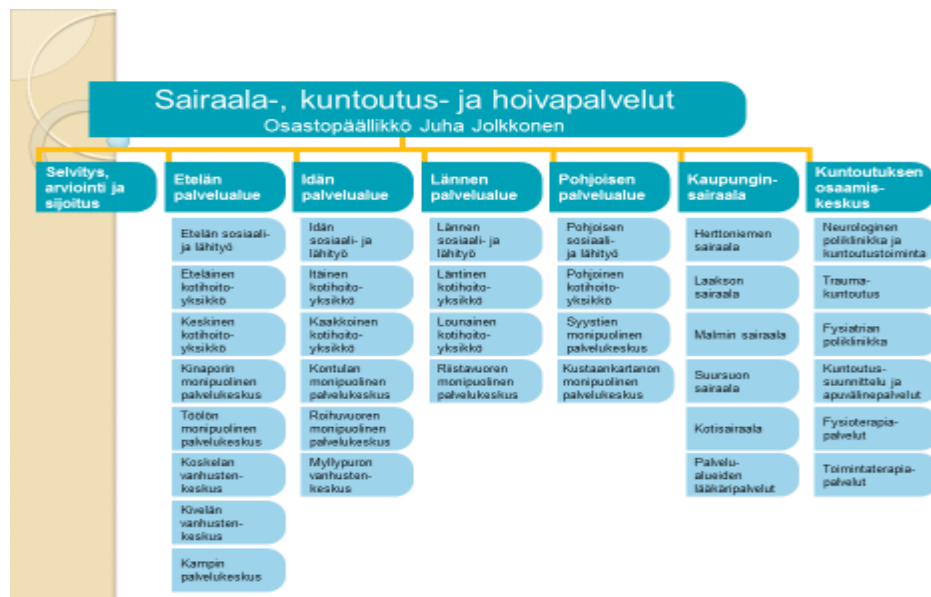 Sairaala-, kuntoutus- ja hoivapalvelut
Osastopäällikkö Juha Jolkkonen
Selvitys,
arviointi ja
sijoitus
Etelän
palvelualue
Etelän sosiaali-
ja lähityö
Eteläinen
kotihoito-
yksikkö
Keskinen
kotihoito-
yksikkö
Kinaporin
monipuolinen
palvelukeskus
Töölön
monipuolinen
palvelukeskus
Koskelan
vanhusten-
keskus
Kivelän
vanhusten-
keskus
Kampin
palvelukeskus
Idän
palvelualue
Idän
sosiaali- ja
lähityö
Itäinen
kotihoito-
yksikkö
Kaakkoinen
kotihoito-
yksikkö
Kontulan
monipuolinen
palvelukeskus
Roihuvuoren
monipuolinen
palvelukeskus
Myllypuron
vanhusten-
keskus
Lännen
palvelualue
Lännen
sosiaali- ja
lähityö
Läntinen
kotihoito-
yksikkö
Lounainen
kotihoito-
yksikkö
Riistavuoren
monipuolinen
palvelukeskus
Pohjoisen
palvelualue
Pohjoisen
sosiaali-
ja lähityö
Pohjoinen
kotihoito-
yksikkö
Syystien
monipuolinen
palvelukeskus
Kustaankartanon
monipuolinen
palvelukeskus
Kaupungin-
sairaala
Herttoniemen
sairaala
Laakson
sairaala
Malmin sairaala
Suursuon
sairaala
Kotisairaala
Palvelu-
alueiden
lääkäripalvelut
Kuntoutuksen
osaamis-
keskus
Neurologinen
poliklinikka ja
kuntoutustoiminta
Trauma-
kuntoutus
Fysiatrian
poliklinikka
Kuntoutus-
suunnittelu ja
apuvälinepalvelut
Fysioterapia-
palvelut
Toimintaterapia-
palvelut